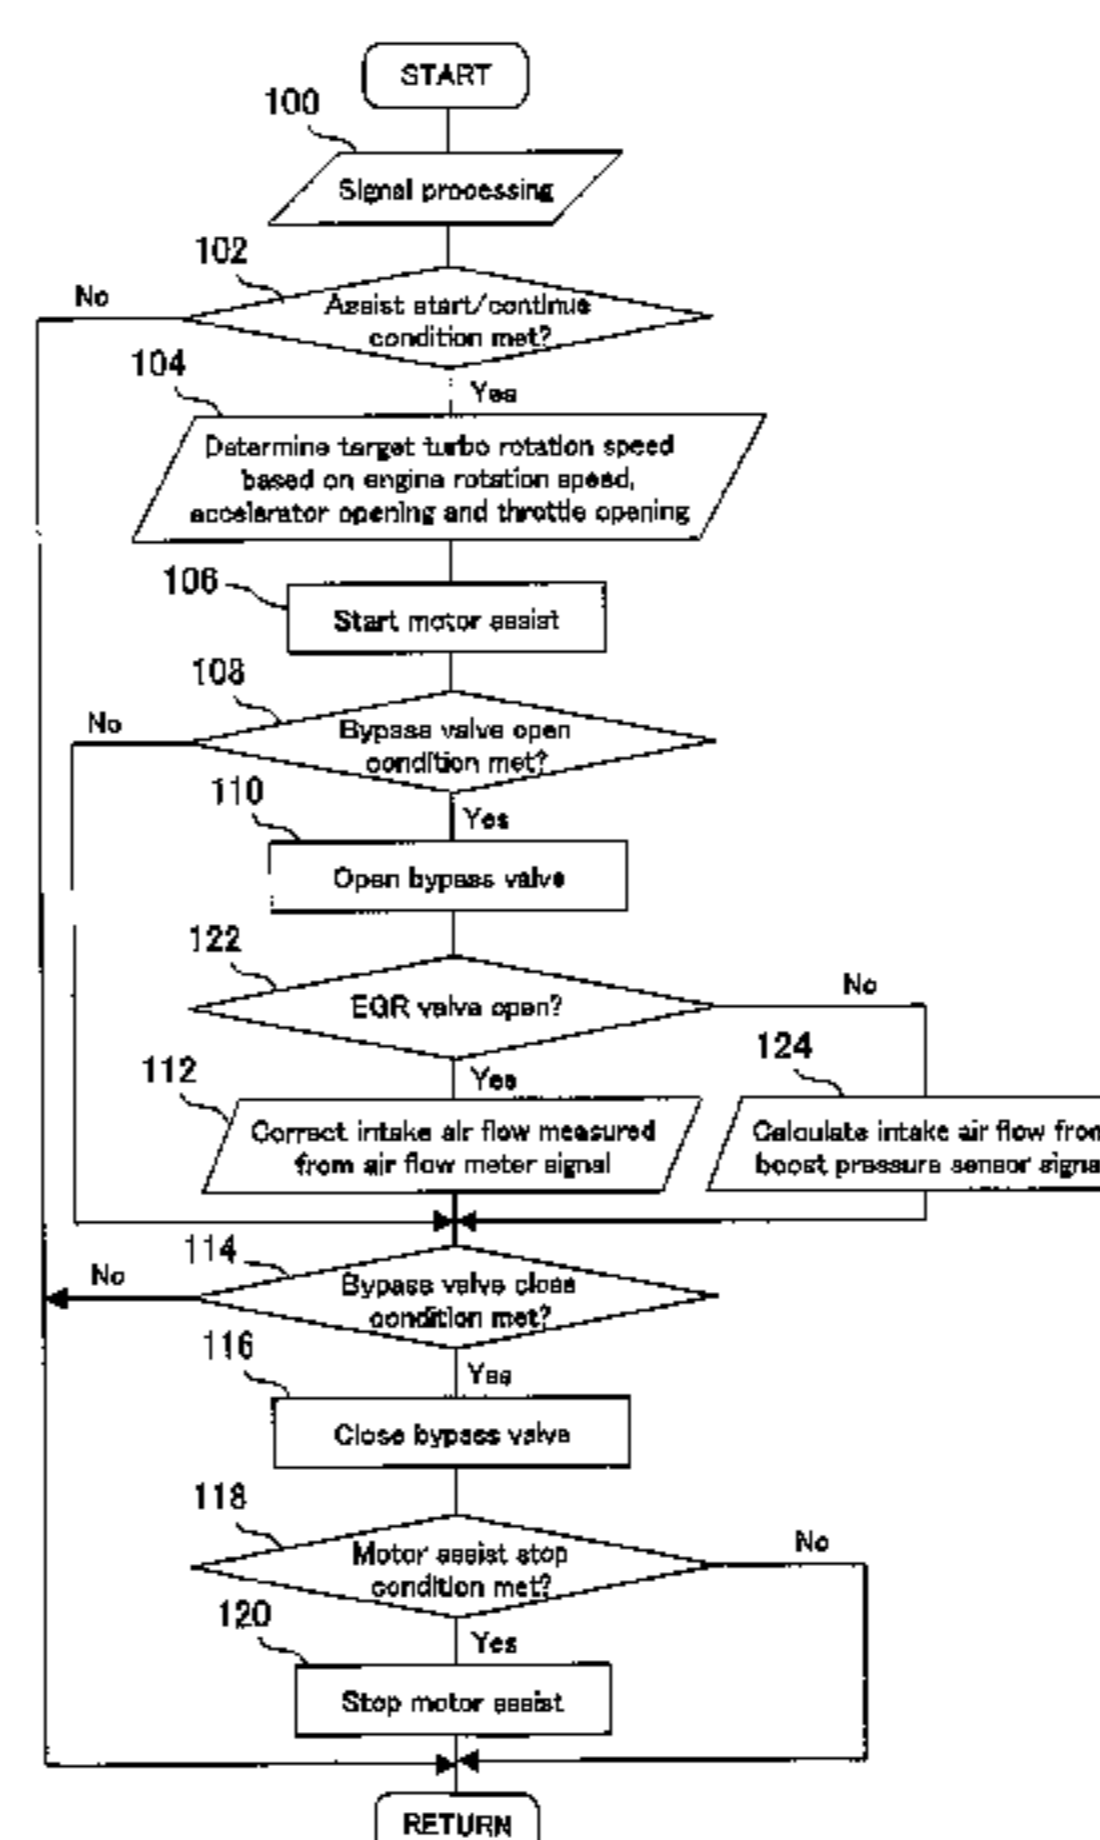 START
100
Signal processing
102
No
Assist start/continue
condition met?
104
Yes
Determine target turbo rotation speed
based on engine rotation speed,
accelerator opening and throttle opening
106
Start motor assist
108
No
Bypass valve open
condition met?
110
Yes
Open bypass valve
122
No
EGR valve open?
124
112
Yes
Correct intake air flow measured
from air flow meter signal
Calculate intake air flow from
boost pressure sensor signa
114
No
Bypass valve close
condition met?
116
Yes
Close bypass valve
118
No
Motor assist stop
condition met?
120
Yes
Stop motor assist
RETURN